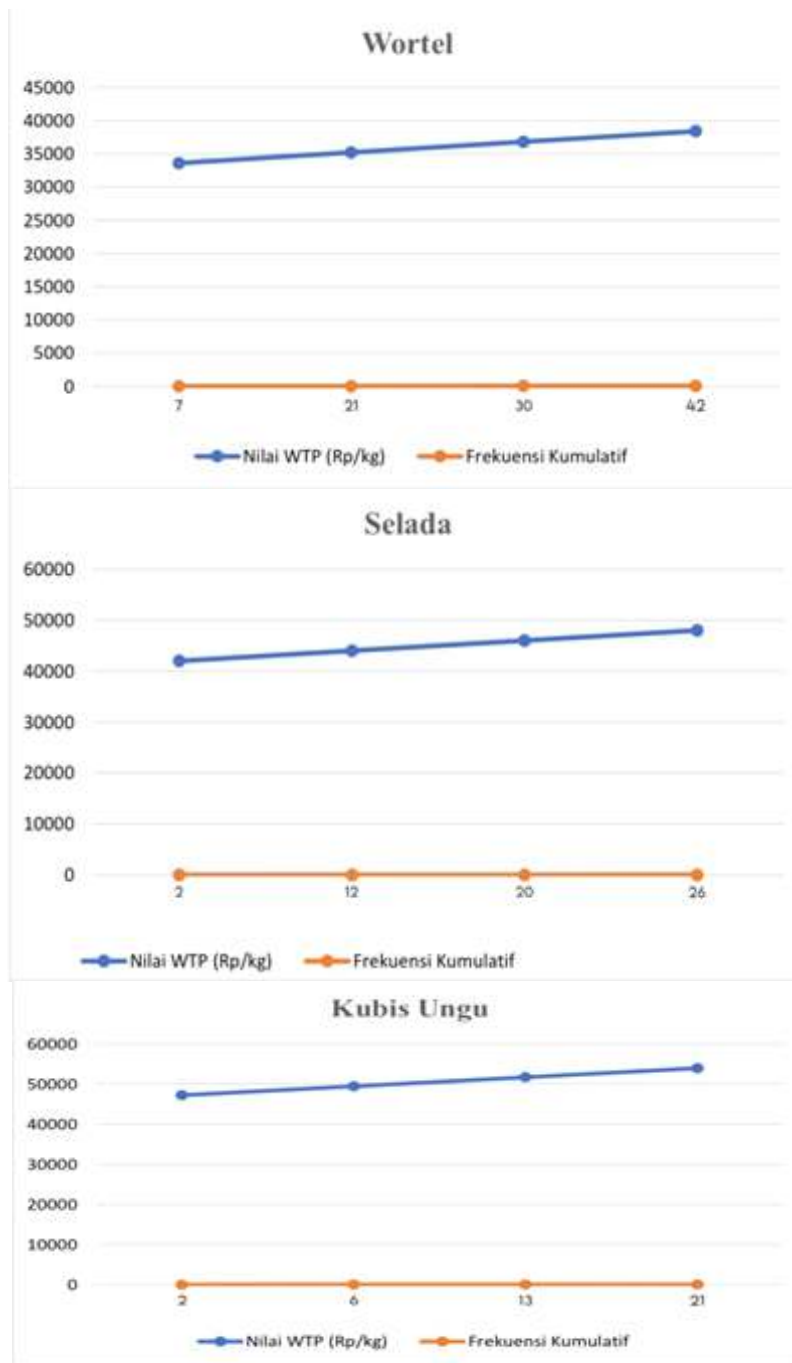 Wortel
45000
40000
35000
30000
25000
20000
15000
10000
5000
0
7 21 30 42
Nilai WTP (Rp/kg) Frekuensi Kumulatif
Selada
60000
50000
40000
30000
20000
10000
0
2 12 20 26
Nilai WTP (Rp/kg) Frekuensi Kumulatif
Kubis Ungu
60000
50000
40000
30000
20000
10000
0
2 6 13 21
Nilai WTP (Rp/kg) Frekuensi Kumulatif